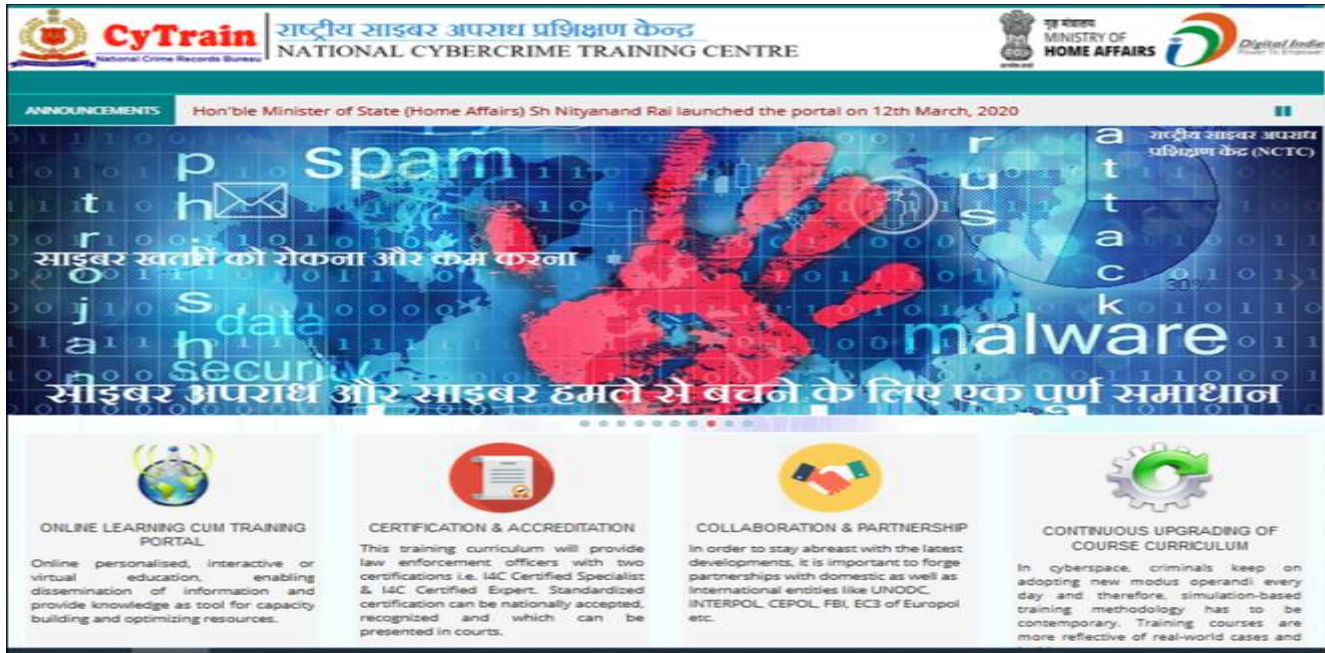 CyTrain
National Crime Records Bureau
राष्ट्रीय साइबर अपराध प्रशिक्षण केन्द्र
NATIONAL CYBERCRIME TRAINING CENTRE
गृह मंत्रालय
MINISTRY OF
HOME AFFAIRS
Digital India
Power To Empower
ANNOUNCEMENTS
Hon'ble Minister of State (Home Affairs) Sh Nityanand Rai launched the portal on 12th March, 2020
राष्ट्रीय साइबर अपराध
प्रशिक्षण केंद्र (NCTC)
spam
phishing
trojan
attack
साइबर खतरों को रोकना और कम करना
30%
data
security
malware
साइबर अपराध और साइबर हमले से बचने के लिए एक पूर्ण समाधान
ONLINE LEARNING CUM TRAINING
PORTAL
Online personalised, interactive or
virtual education, enabling
dissemination of information and
provide knowledge as tool for capacity
building and optimizing resources.
CERTIFICATION & ACCREDITATION
This training curriculum will provide
law enforcement officers with two
certifications i.e. I4C Certified Specialist
& I4C Certified Expert. Standardized
certification can be nationally accepted,
recognized and which can be
presented in courts.
COLLABORATION & PARTNERSHIP
In order to stay abreast with the latest
developments, it is important to forge
partnerships with domestic as well as
International entities like UNODC,
INTERPOL, CEPOL, FBI, EC3 of Europol
etc.
CONTINUOUS UPGRADING OF
COURSE CURRICULUM
In cyberspace, criminals keep on
adopting new modus operandi every
day and therefore, simulation-based
training methodology has to be
contemporary. Training courses are
more reflective of real-world cases and